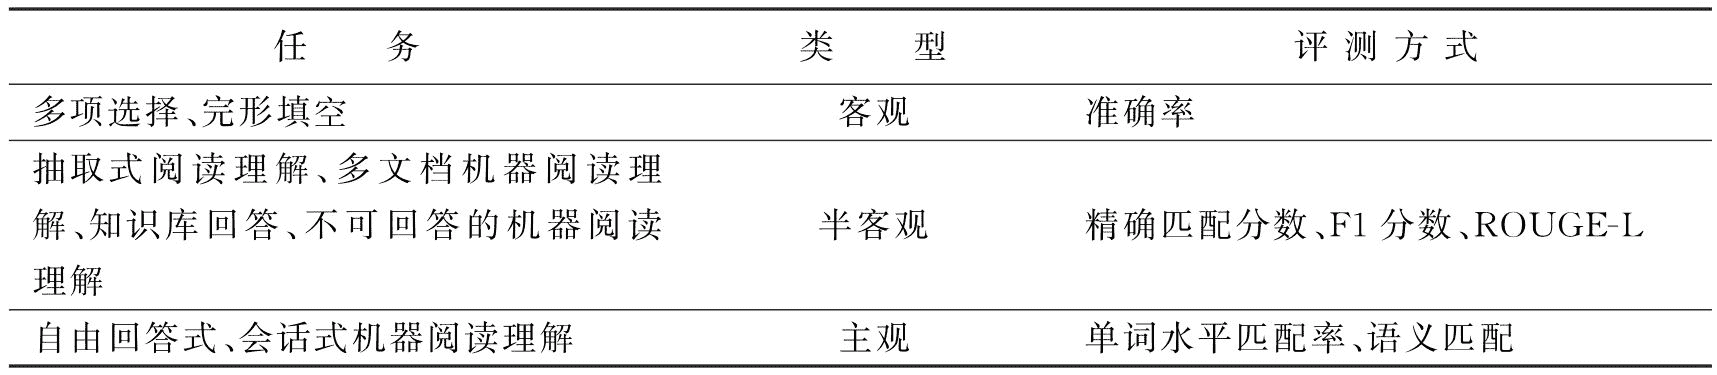 任 务 类 型 评测方式
多项选择、完形填空 客观 准确率
抽取式阅读理解、多文档机器阅读理
解、知识库回答、不可回答的机器阅读 半客观 精确匹配分数、F1分数、ROUGE-L
理解
自由回答式、会话式机器阅读理解 主观 单词水平匹配率、语义匹配